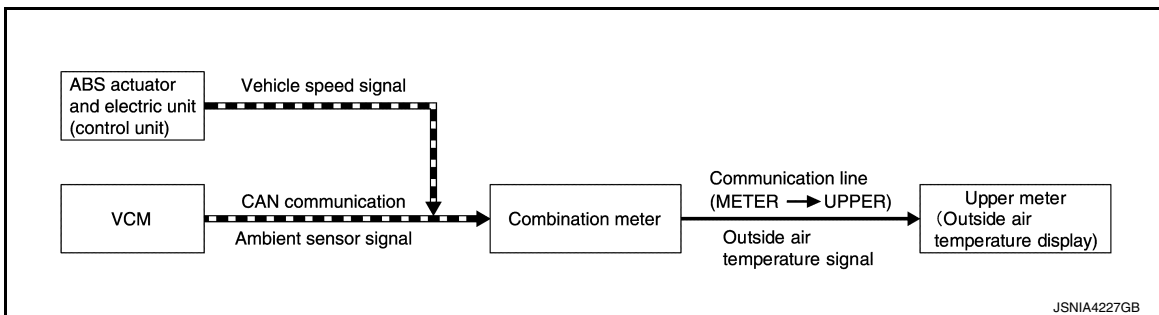 ABS actuator
and electric unit
(control unit)
Vehicle speed signal
VCM
CAN communication
Ambient sensor signal
Combination meter
Communication line
(METER → UPPER)
Outside air
temperature signal
Upper meter
（Outside air
temperature display)
JSNIA4227GB